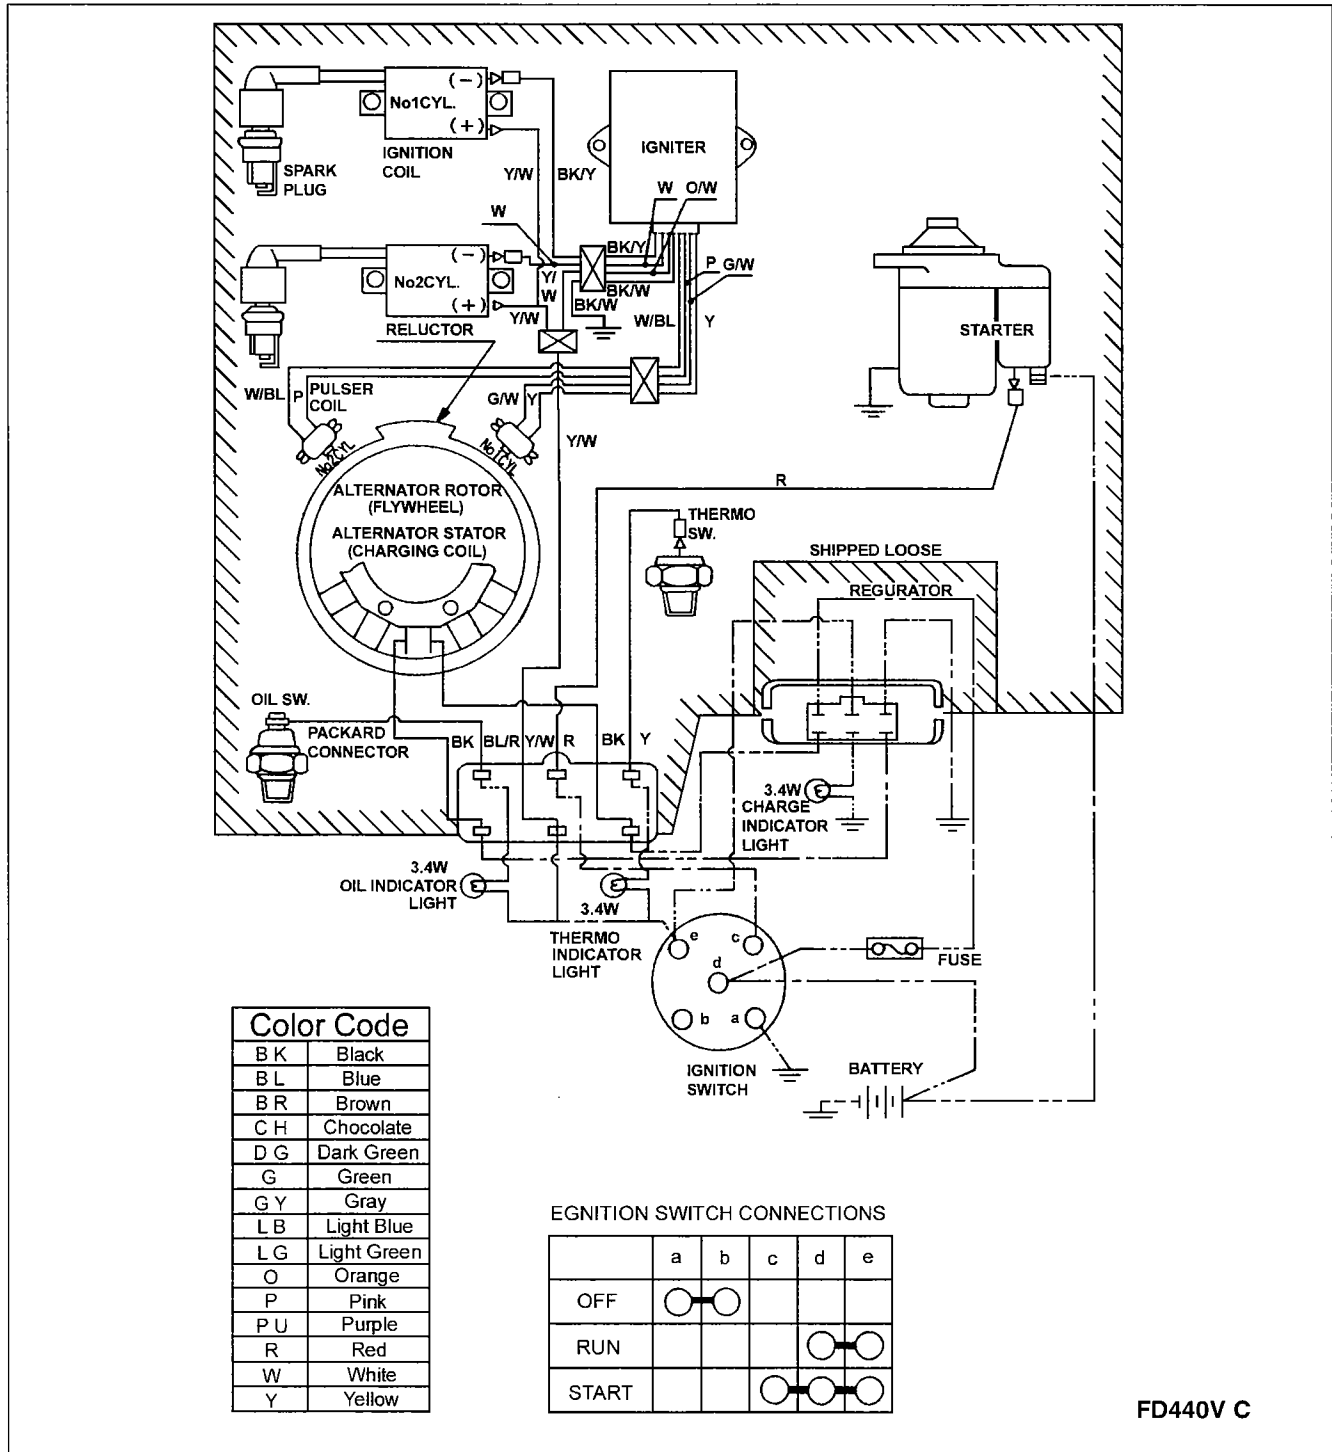 No1CYL.
(-)
(+)
IGNITION
COIL
SPARK
PLUG
Y/W
BK/Y
IGNITER
W
O/W
W
BK/Y
P
G/W
(-)
No2CYL.
(+)
Y/
W
BK/W
BK/W
Y/W
W/BL
Y
RELUCTOR
STARTER
W/BL
P
PULSER
COIL
G/W
Y
No2CYL
No1CYL
Y/W
R
ALTERNATOR ROTOR
(FLYWHEEL)
ALTERNATOR STATOR
(CHARGING COIL)
THERMO
SW.
SHIPPED LOOSE
REGURATOR
OIL SW.
PACKARD
CONNECTOR
BK
BL/R
Y/W
R
BK
Y
3.4W
CHARGE
INDICATOR
LIGHT
3.4W
OIL INDICATOR
LIGHT
3.4W
THERMO
INDICATOR
LIGHT
e
c
d
b
a
FUSE
IGNITION
SWITCH
BATTERY
Color Code
BK Black
BL Blue
BR Brown
CH Chocolate
DG Dark Green
G Green
GY Gray
LB Light Blue
LG Light Green
O Orange
P Pink
PU Purple
R Red
W White
Y Yellow
EGNITION SWITCH CONNECTIONS
a b c d e
OFF
RUN
START
FD440V C